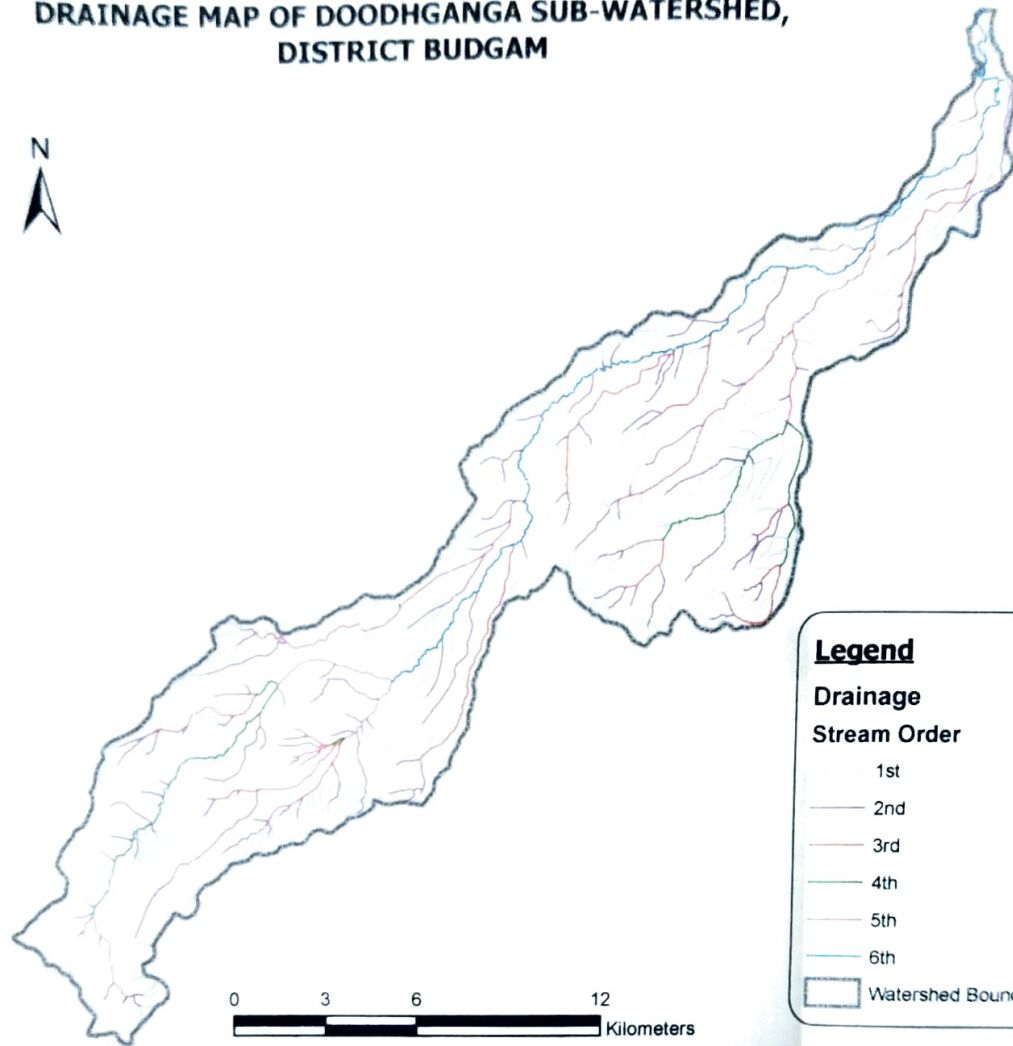 DRAINAGE MAP OF DOODHGANGA SUB-WATERSHED,
DISTRICT BUDGAM
N
Legend
Drainage
Stream Order
1st
2nd
3rd
4th
5th
6th
Watershed Boun
0 3 6 12
Kilometers